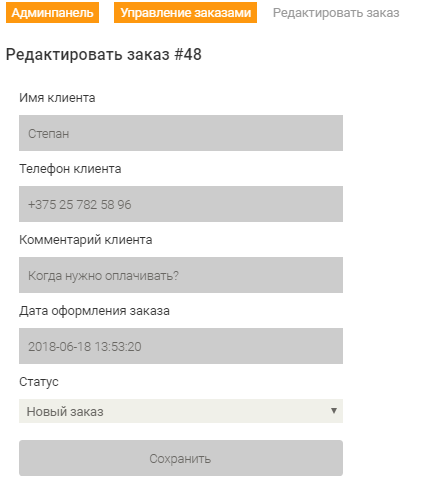 Админпанель Управление заказами Редактировать заказ
Редактировать заказ #48
Имя клиента
Степан
Телефон клиента
+375 25 782 58 96
Комментарий клиента
Когда нужно оплачивать?
Дата оформления заказа
2018-06-18 13:53:20
Статус
Новый заказ
Сохранить